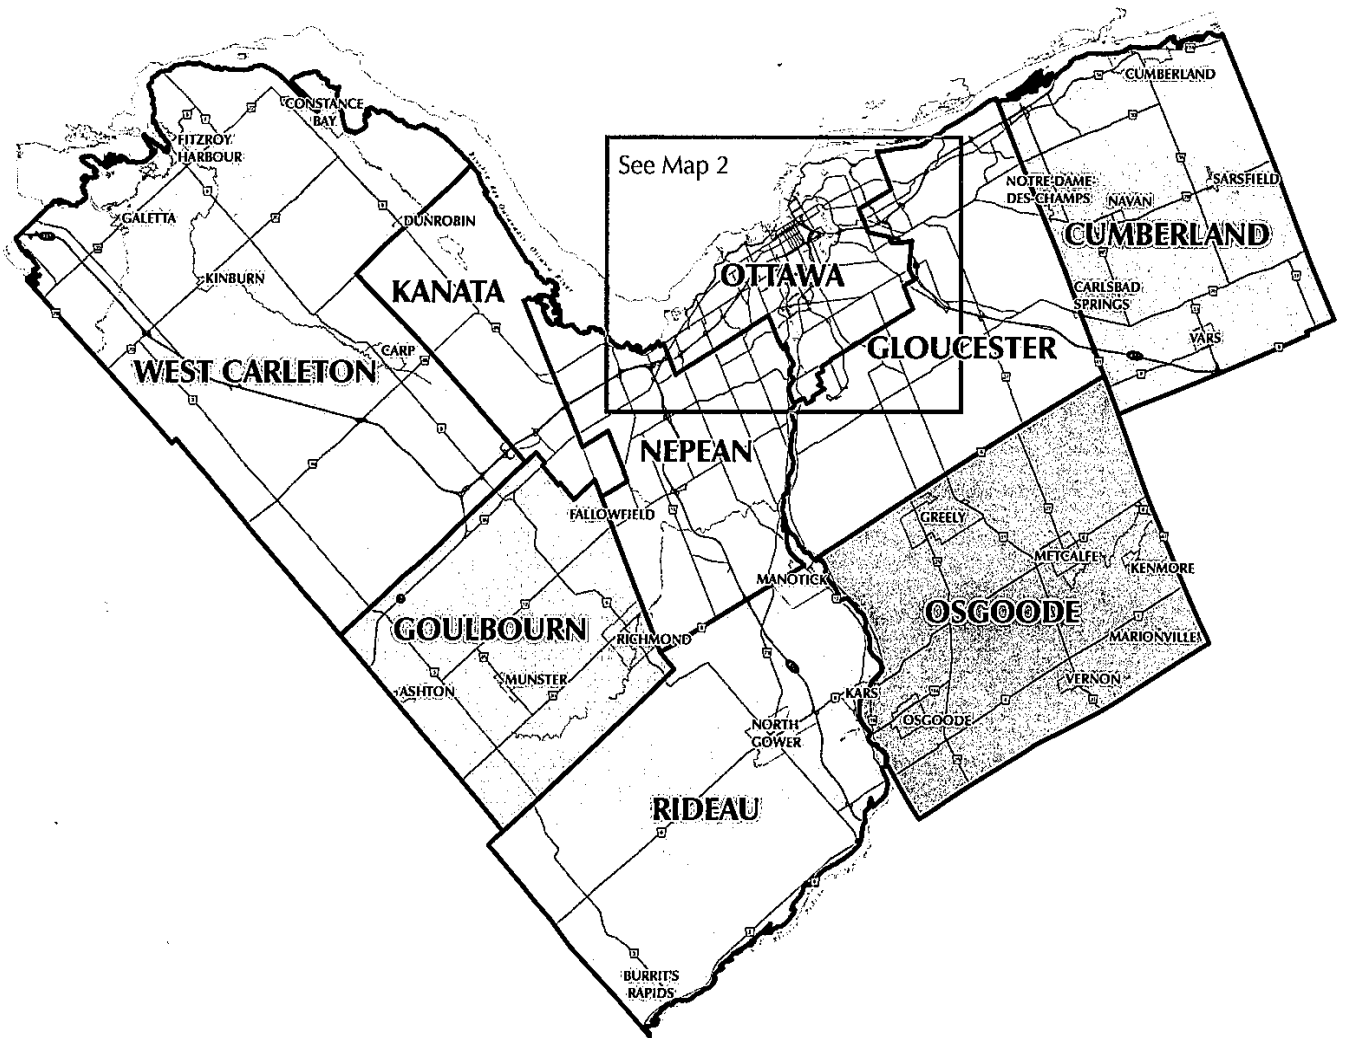 CUMBERLAND
CONSTANCE
BAY
FITZROY
HARBOUR
See Map 2
NOTRE-DAME-
DES-CHAMPS
SARSFIELD
NAVAN
GALETTA
DUNROBIN
CUMBERLAND
KINBURN
KANATA
OTTAWA
CARLSBAD
SPRINGS
VARS
CARP
GLOUCESTER
WEST CARLETON
NEPEAN
FALLOWFIELD
GREELY
METCALFE
KENMORE
MANOTICK
OSGOODE
GOULBOURN
RICHMOND
MARIONVILLE
ASHTON
MUNSTER
VERNON
KARS
OSGOODE
NORTH
GOWER
RIDEAU
BURRIT'S
RAPIDS